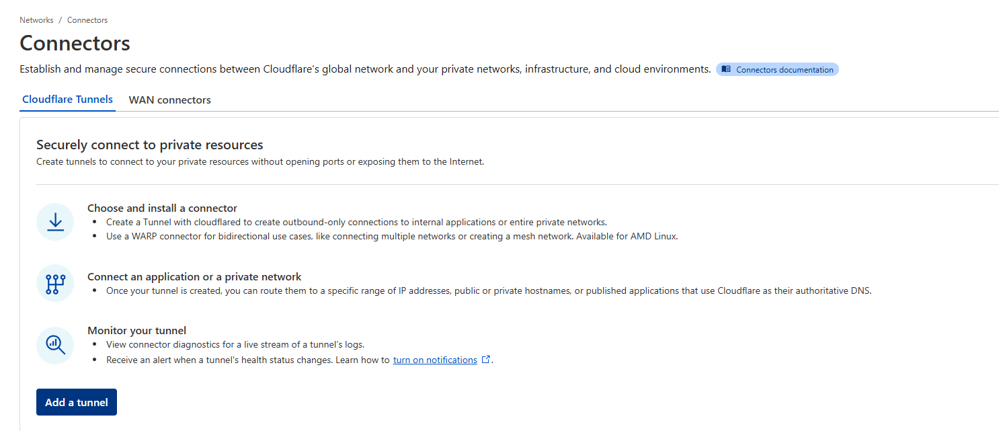 Networks / Connectors
Connectors
Establish and manage secure connections between Cloudflare's global network and your private networks, infrastructure, and cloud environments. Connectors documentation
Cloudflare Tunnels WAN connectors
Securely connect to private resources
Create tunnels to connect to your private resources without opening ports or exposing them to the Internet.
Choose and install a connector
• Create a Tunnel with cloudflared to create outbound-only connections to internal applications or entire private networks.
• Use a WARP connector for bidirectional use cases, like connecting multiple networks or creating a mesh network. Available for AMD Linux.
Connect an application or a private network
• Once your tunnel is created, you can route them to a specific range of IP addresses, public or private hostnames, or published applications that use Cloudflare as their authoritative DNS.
Monitor your tunnel
• View connector diagnostics for a live stream of a tunnel’s logs.
• Receive an alert when a tunnel's health status changes. Learn how to turn on notifications.
Add a tunnel